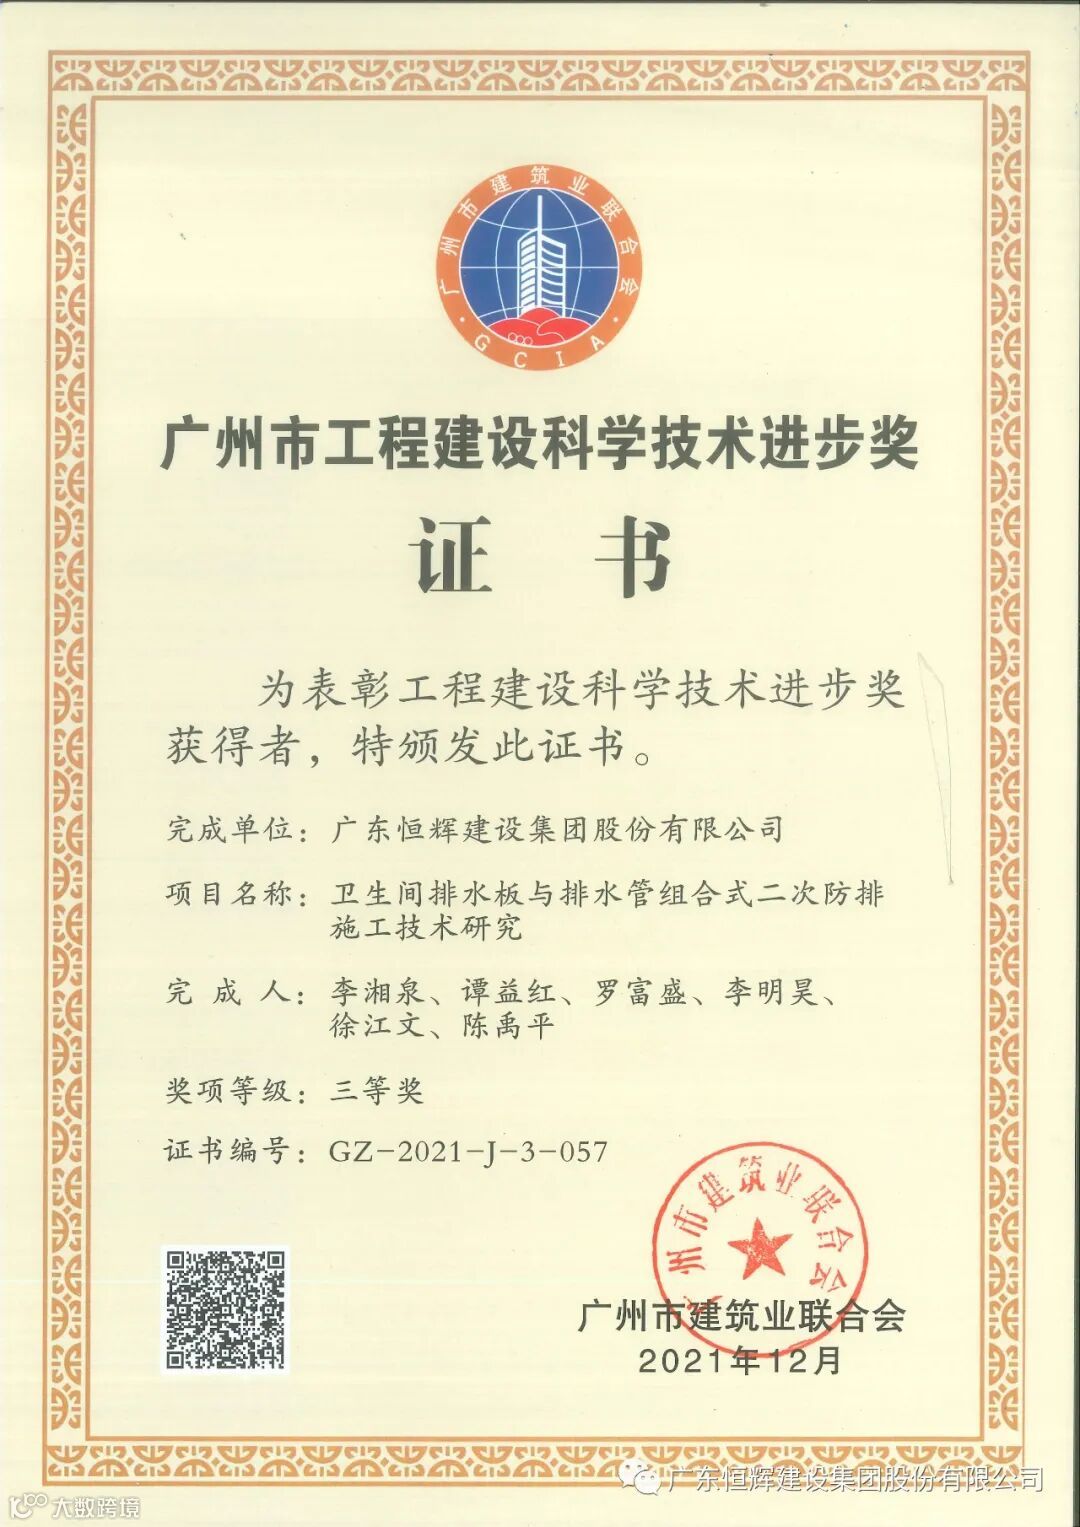 广州市建筑业联合会
GCIA
广州市工程建设科学技术进步奖
证 书
为表彰工程建设科学技术进步奖
获得者，特颁发此证书。
完成单位：广东恒辉建设集团股份有限公司
项目名称：卫生间排水板与排水管组合式二次防排
施工技术研究
完 成 人：李湘泉、谭益红、罗富盛、李明昊、
徐江文、陈禹平
奖项等级：三等奖
证书编号：GZ-2021-J-3-057
广州市建筑业联合会
广州市建筑业联合会
2021年12月
广东恒辉建设集团股份有限公司
大数跨境